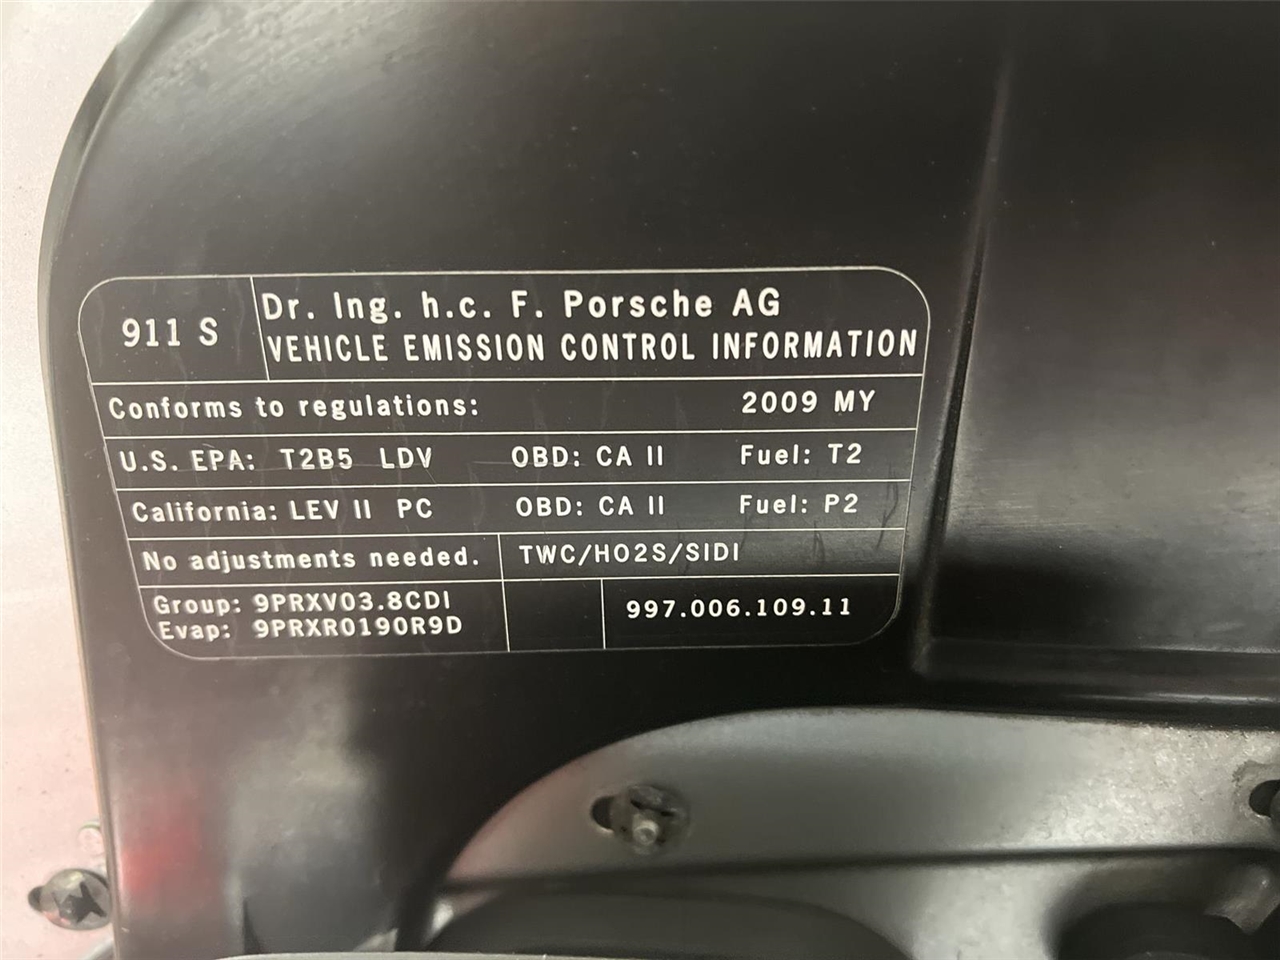 911 S
Dr. Ing. h.c. F. Porsche AG
VEHICLE EMISSION CONTROL INFORMATION
Conforms to regulations: 2009 MY
U.S. EPA: T2B5 LDV OBD: CA II Fuel: T2
California: LEV II PC OBD: CA II Fuel: P2
No adjustments needed. TWC/HO2S/SIDI
Group: 9PRXV03.8CDI
Evap: 9PRXR0190R9D
997.006.109.11